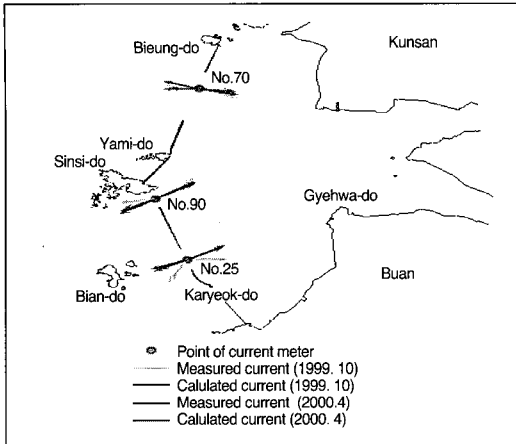 Bieung-do
Kunsan
No.70
Yami-do
Sinsi-do
No.90
Gyehwa-do
No.25
Bian-do
Karyeok-do
Buan
Point of current meter
Measured current (1999. 10)
Calulated current (1999. 10)
Measured current (2000.4)
Calulated current (2000. 4)